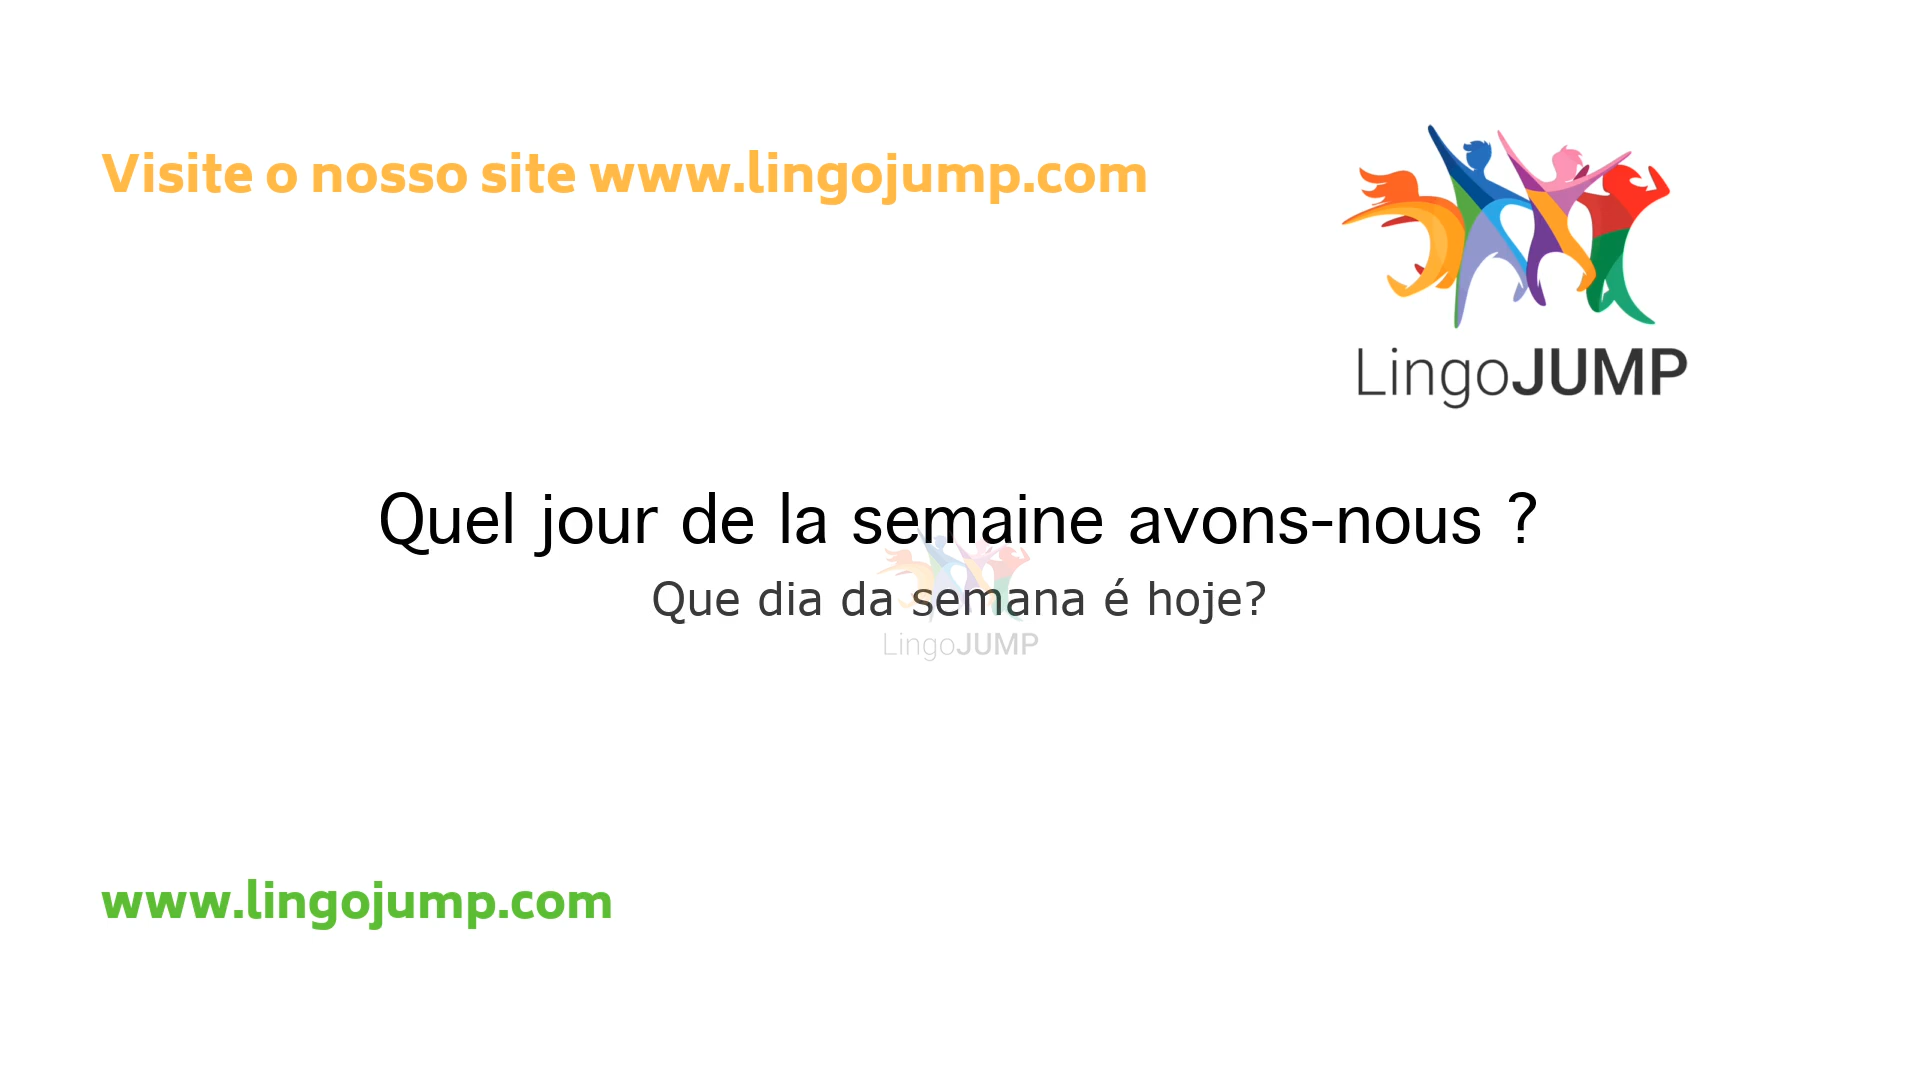 Visite o nosso site www.lingojump.com
LingoJUMP
Quel jour de la semaine avons-nous ?
Que dia da semana é hoje?
LingoJUMP
www.lingojump.com